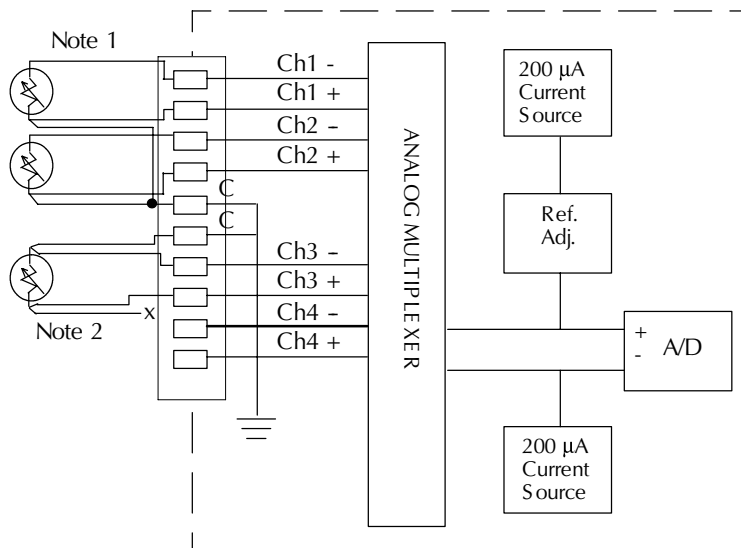 Note 1
Ch1 -
Ch1 +
Ch2 -
Ch2 +
C
C
Ch3 -
Ch3 +
Ch4 -
Ch4 +
x
Note 2
ANALOG MULTIPLEXER
200 µA
Current
Source
Ref.
Adj.
+
-
A/D
200 µA
Current
Source